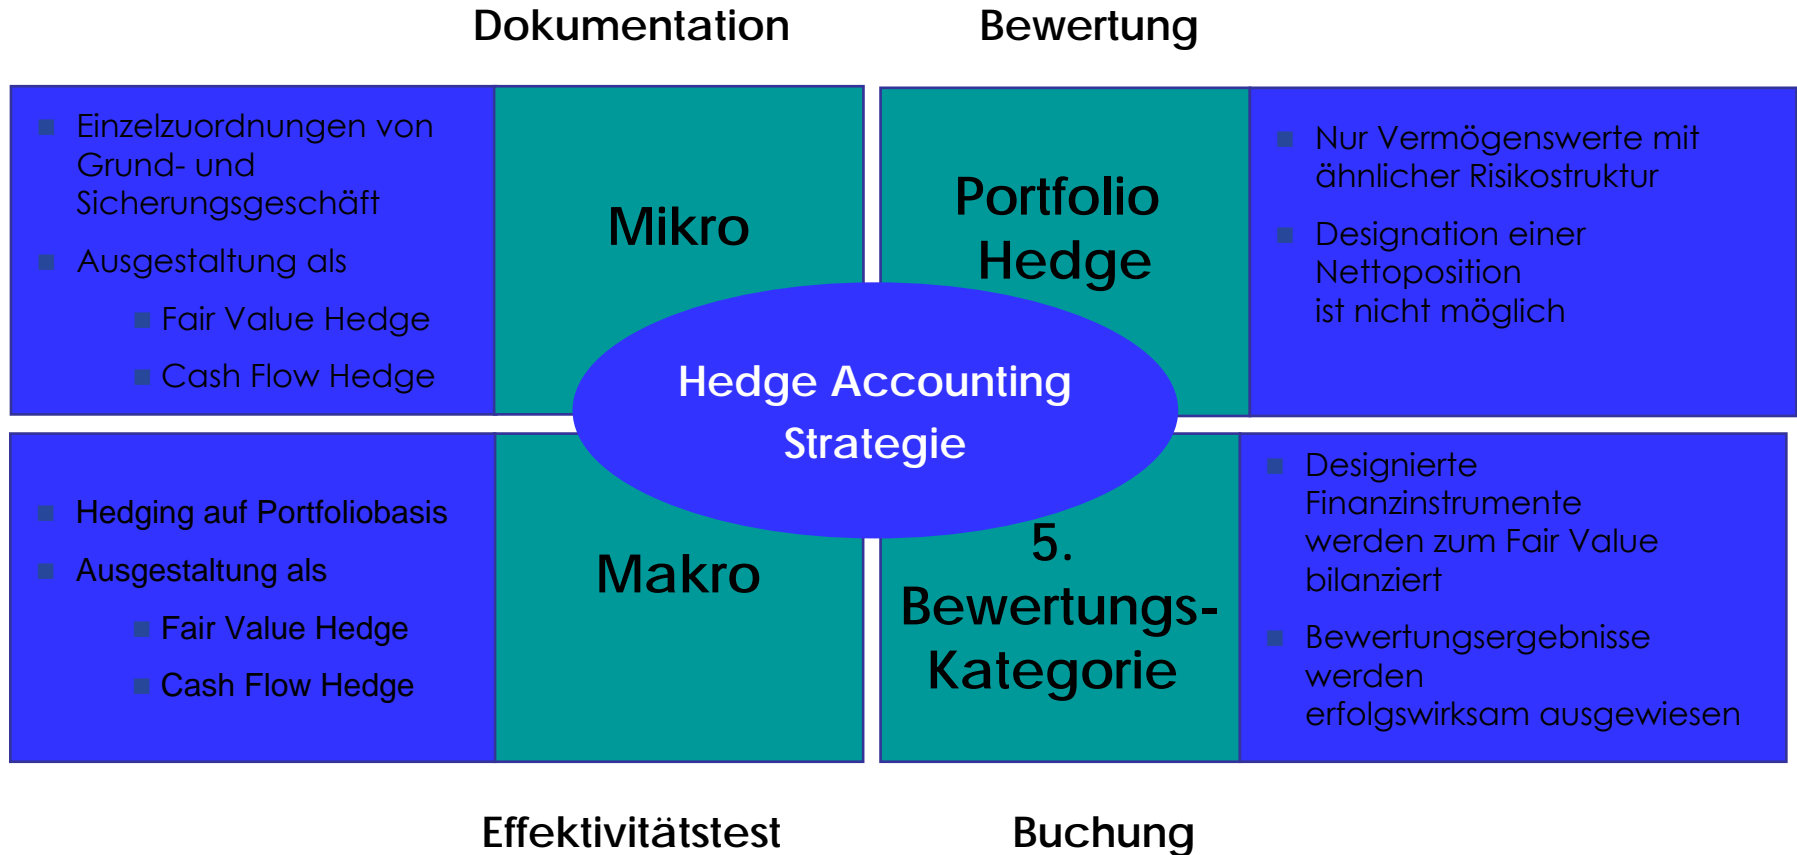 Dokumentation
Bewertung
Einzelzuordnungen von
Grund- und
Sicherungsgeschäft
Ausgestaltung als
Fair Value Hedge
Cash Flow Hedge
Mikro
Portfolio
Hedge
Nur Vermögenswerte mit
ähnlicher Risikostruktur
Designation einer
Nettoposition
ist nicht möglich
Hedge Accounting
Strategie
Hedging auf Portfoliobasis
Ausgestaltung als
Fair Value Hedge
Cash Flow Hedge
Makro
5.
Bewertungs-
Kategorie
Designierte
Finanzinstrumente
werden zum Fair Value
bilanziert
Bewertungsergebnisse
werden
erfolgswirksam ausgewiesen
Effektivitätstest
Buchung